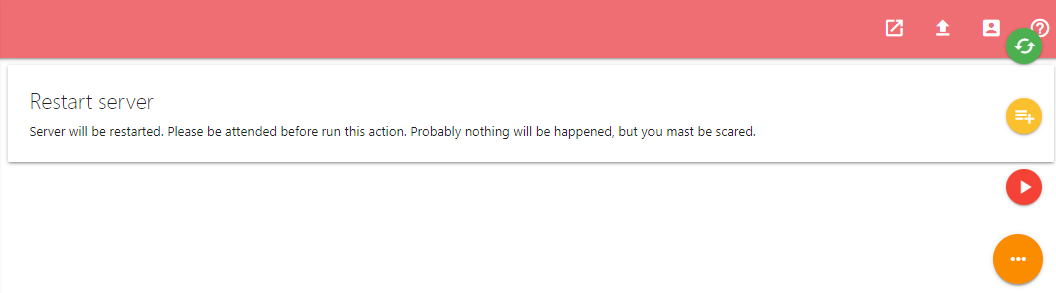 Restart server
Server will be restarted. Please be attended before run this action. Probably nothing will be happened, but you mast be scared.